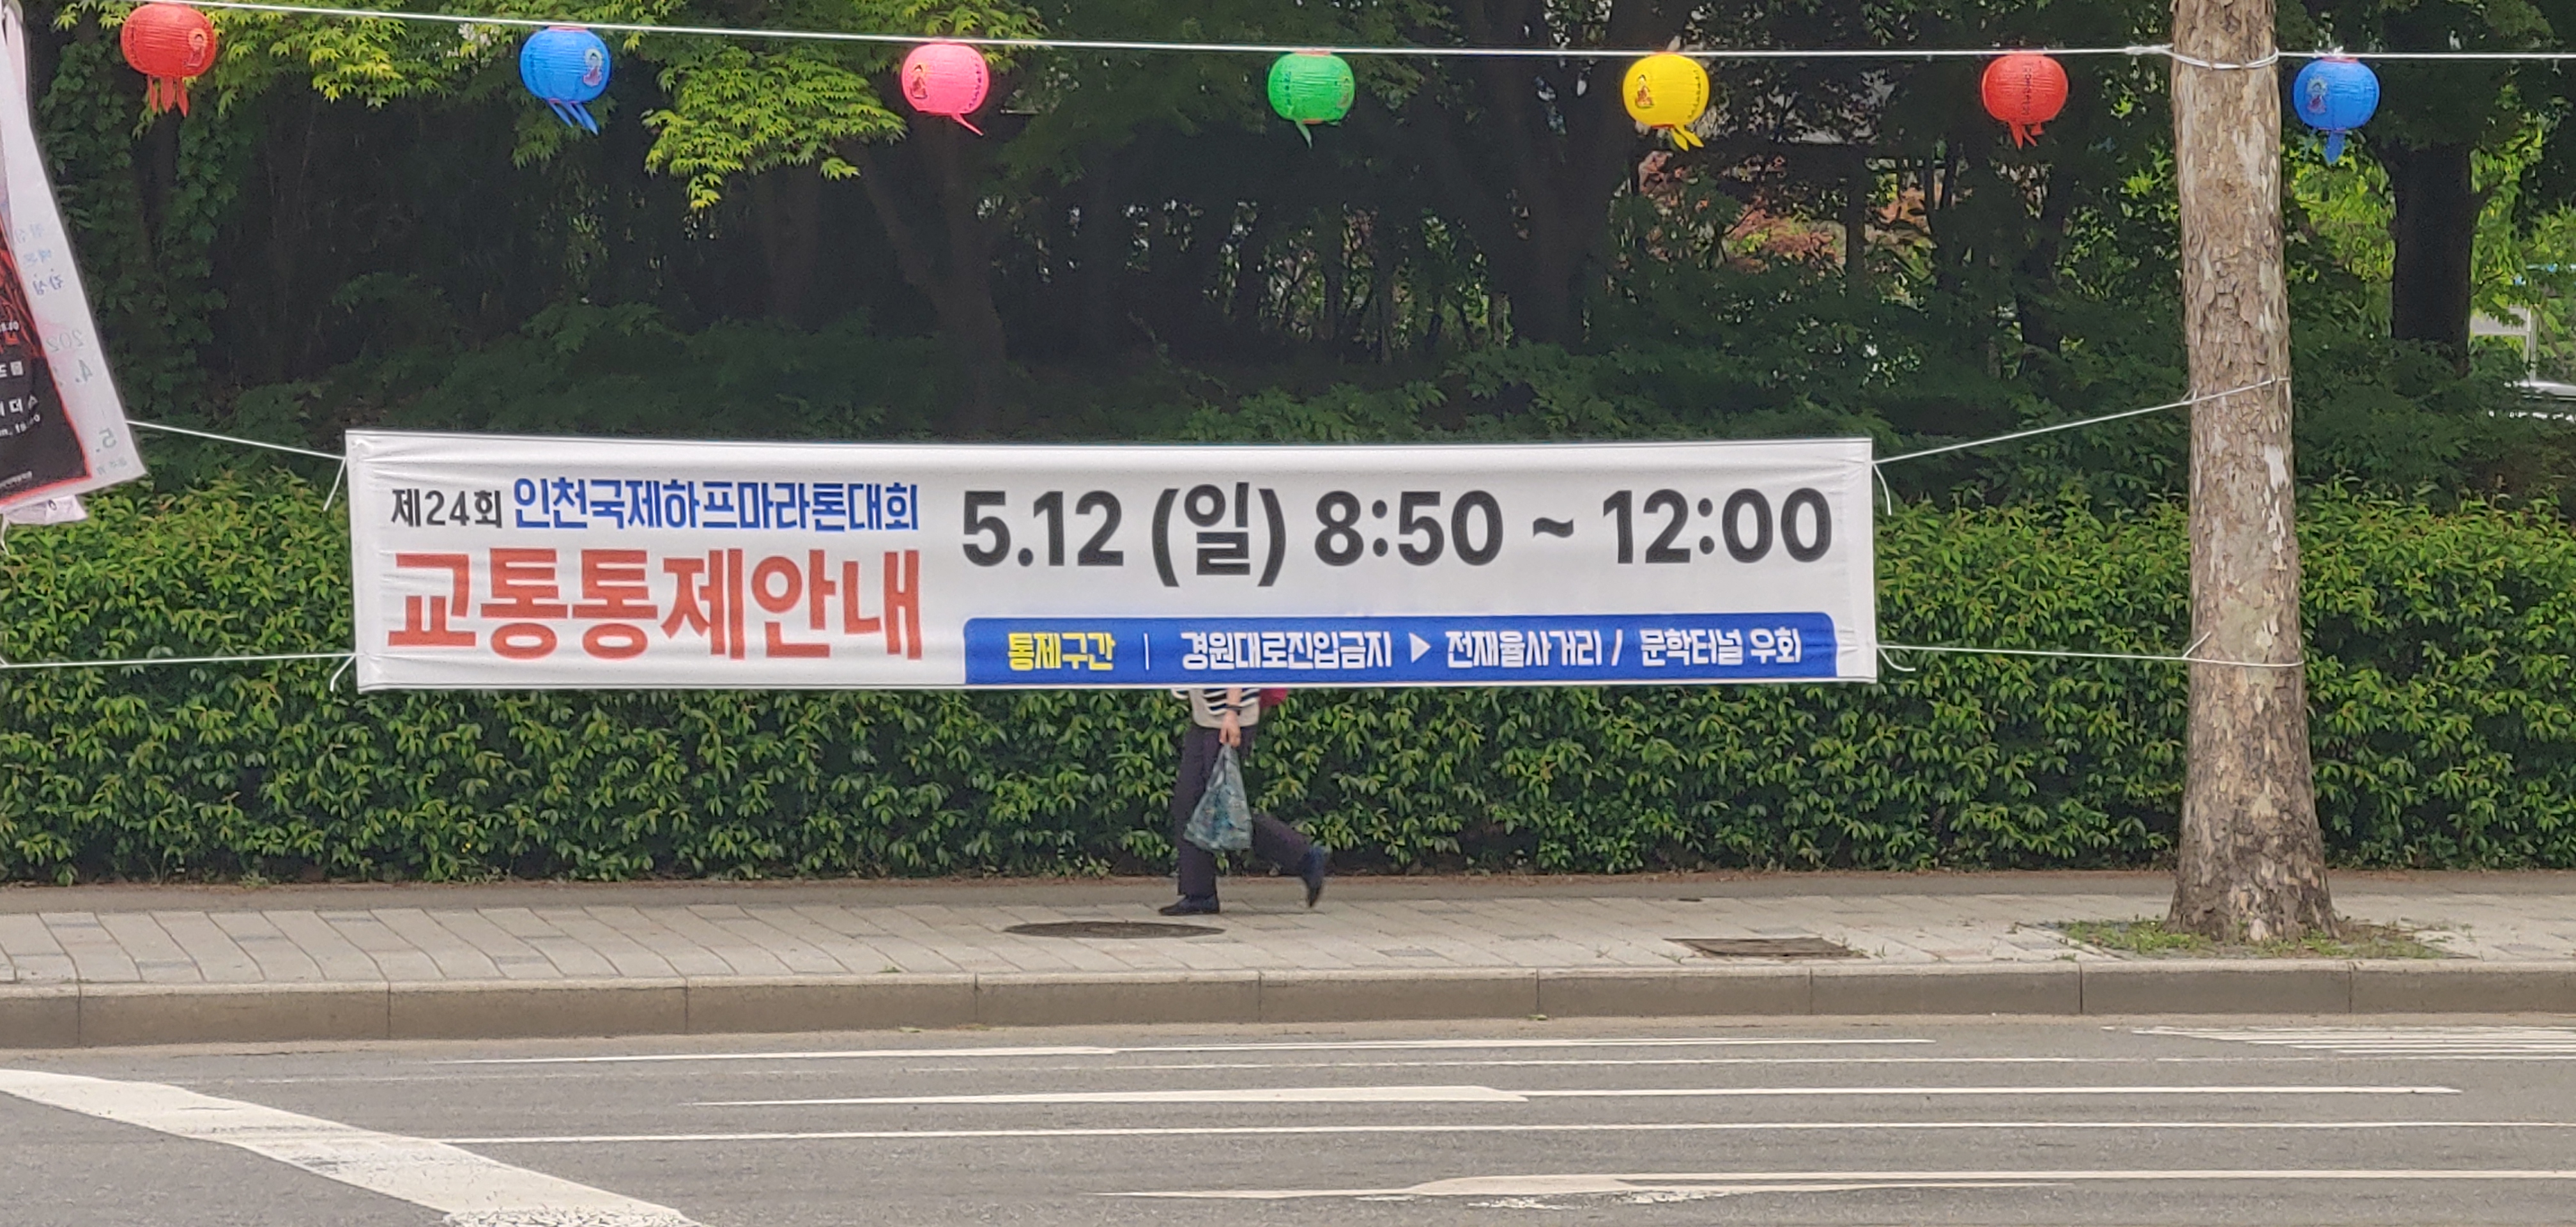 제24회 인천국제하프마라톤대회
교통통제안내
5.12 (일) 8:50 ~ 12:00
통제구간 | 경원대로진입금지 ▶ 전재울사거리 / 문학터널 우회